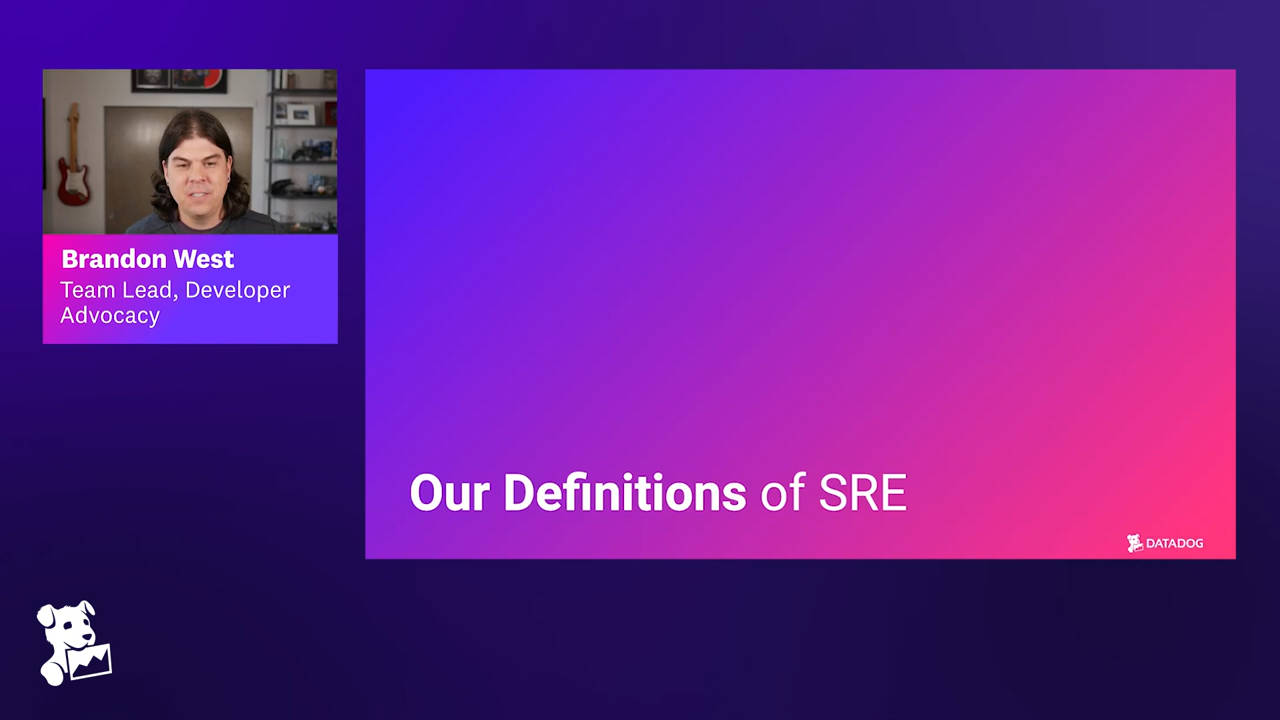 Brandon West
Team Lead, Developer
Advocacy
Our Definitions of SRE
DATADOG